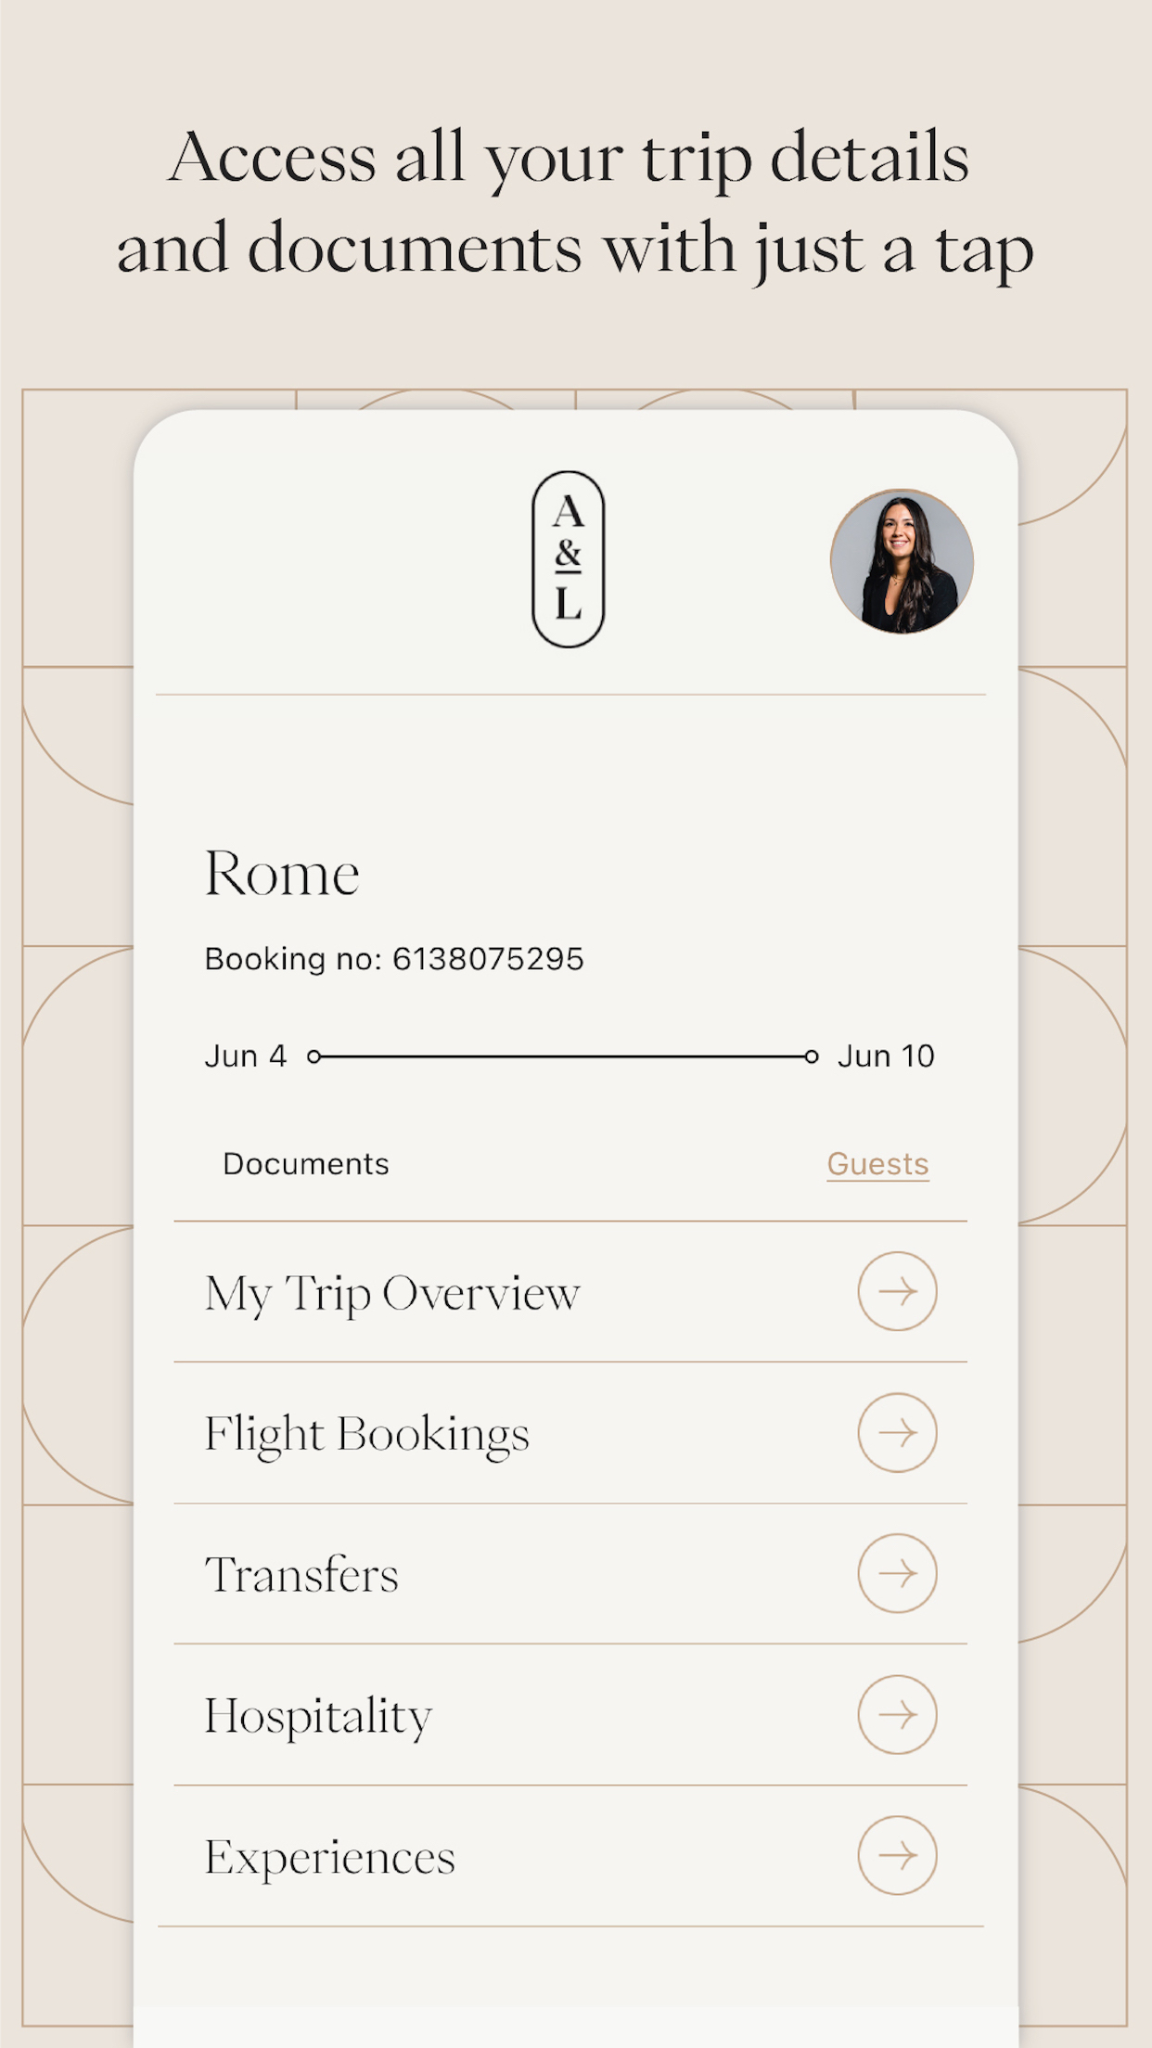 Access all your trip details
and documents with just a tap
A
&
L
Rome
Booking no: 6138075295
Jun 4 Jun 10
Documents Guests
My Trip Overview
Flight Bookings
Transfers
Hospitality
Experiences